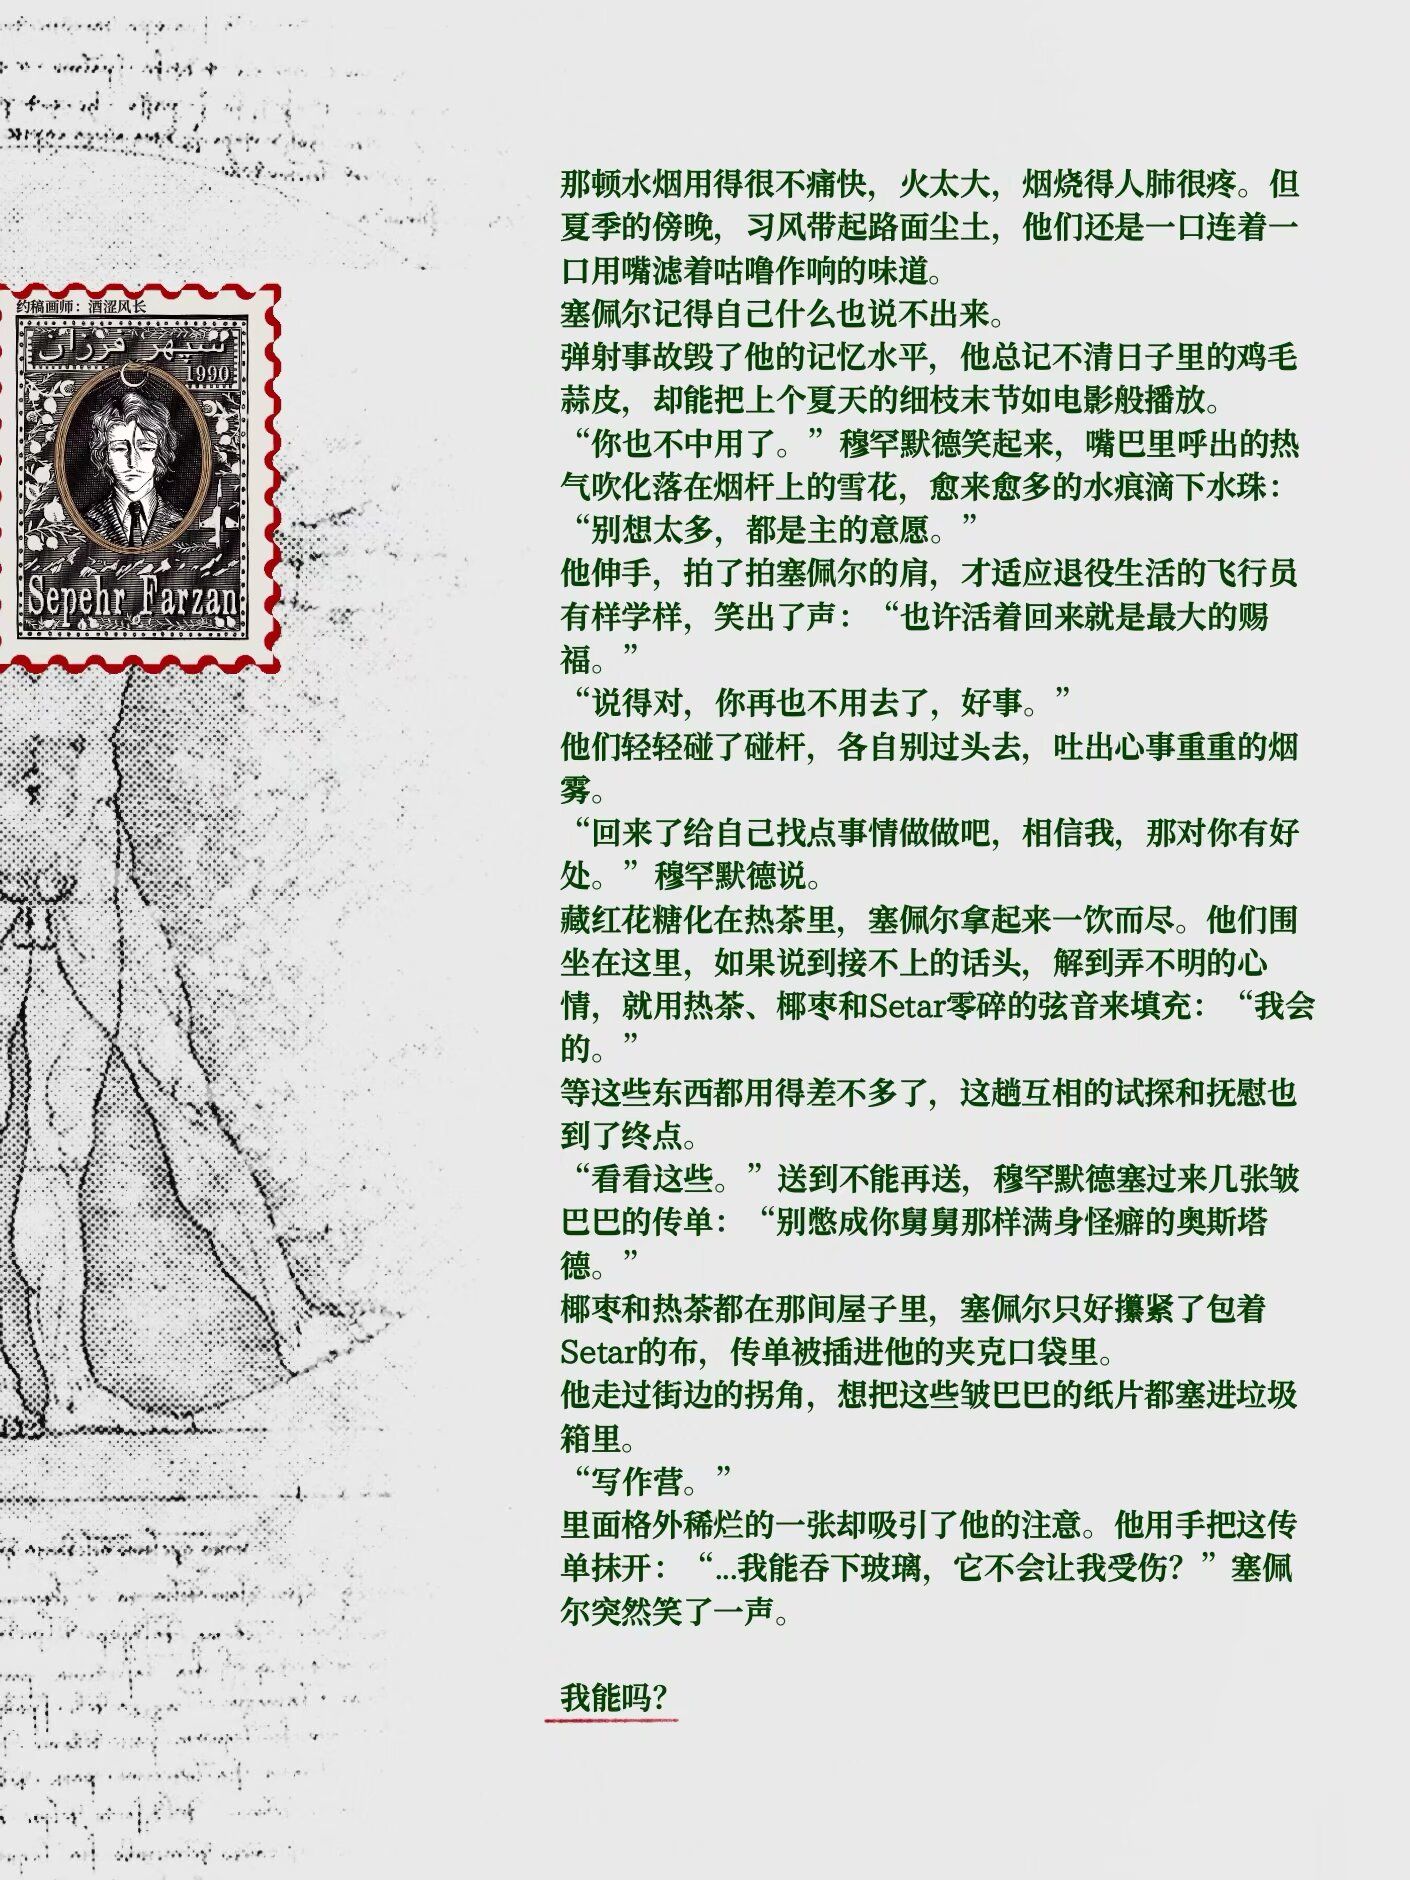 约稿画师：酒涩风长
سپهر فرزان
1990
Sepehr Farzan
那顿水烟用得很不痛快，火太大，烟烧得人肺很疼。但
夏季的傍晚，习风带起路面尘土，他们还是一口连着一
口用嘴滤着咕噜作响的味道。
塞佩尔记得自己什么也说不出来。
弹射事故毁了他的记忆水平，他总记不清日子里的鸡毛
蒜皮，却能把上个夏天的细枝末节如电影般播放。
“你也不中用了。”穆罕默德笑起来，嘴巴里呼出的热
气吹化落在烟杆上的雪花，愈来愈多的水痕滴下水珠：
“别想太多，都是主的意愿。”
他伸手，拍了拍塞佩尔的肩，才适应退役生活的飞行员
有样学样，笑出了声：“也许活着回来就是最大的赐
福。”
“说得对，你再也不用去了，好事。”
他们轻轻碰了碰杆，各自别过头去，吐出心事重重的烟
雾。
“回来了给自己找点事情做做吧，相信我，那对你有好
处。”穆罕默德说。
藏红花糖化在热茶里，塞佩尔拿起来一饮而尽。他们围
坐在这里，如果说到接不上的话头，解到弄不明的心
情，就用热茶、椰枣和Setar零碎的弦音来填充：“我会
的。”
等这些东西都用得差不多了，这趟互相的试探和抚慰也
到了终点。
“看看这些。”送到不能再送，穆罕默德塞过来几张皱
巴巴的传单：“别憋成你舅舅那样满身怪癖的奥斯塔
德。”
椰枣和热茶都在那间屋子里，塞佩尔只好攥紧了包着
Setar的布，传单被插进他的夹克口袋里。
他走过街边的拐角，想把这些皱巴巴的纸片都塞进垃圾
箱里。
“写作营。”
里面格外稀烂的一张却吸引了他的注意。他用手把这传
单抹开：“...我能吞下玻璃，它不会让我受伤？”塞佩
尔突然笑了一声。
我能吗？